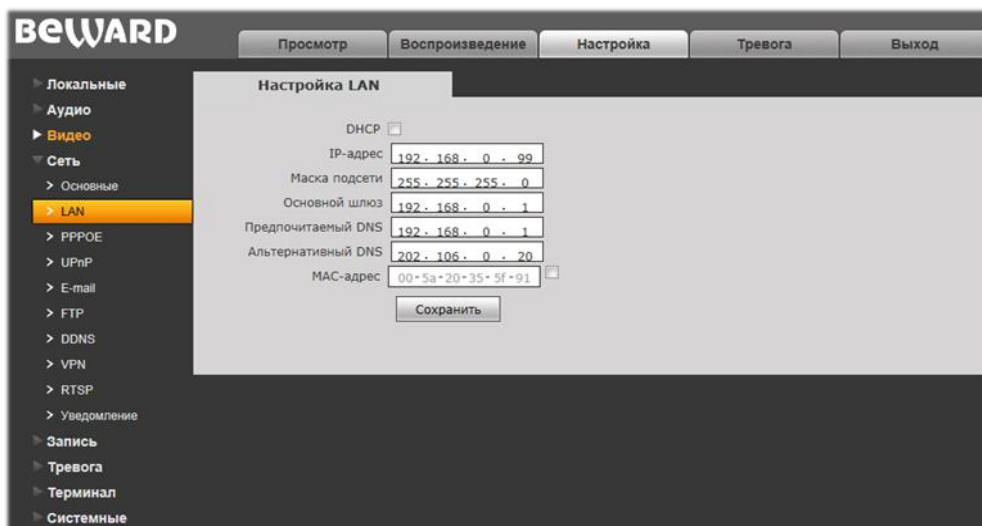 BEWARD
Просмотр
Воспроизведение
Настройка
Тревога
Выход
Локальные
Аудио
Видео
Сеть
Основные
LAN
PPPOE
UPnP
E-mail
FTP
DDNS
VPN
RTSP
Уведомление
Запись
Тревога
Терминал
Системные
Настройка LAN
DHCP
IP-адрес 192. 168. 0 . 99
Маска подсети 255. 255. 255. 0
Основной шлюз 192. 168. 0 . 1
Предпочитаемый DNS 192. 168. 0 . 1
Альтернативный DNS 202. 106. 0 . 20
MAC-адрес 00-5a-20-35-5f-91
Сохранить